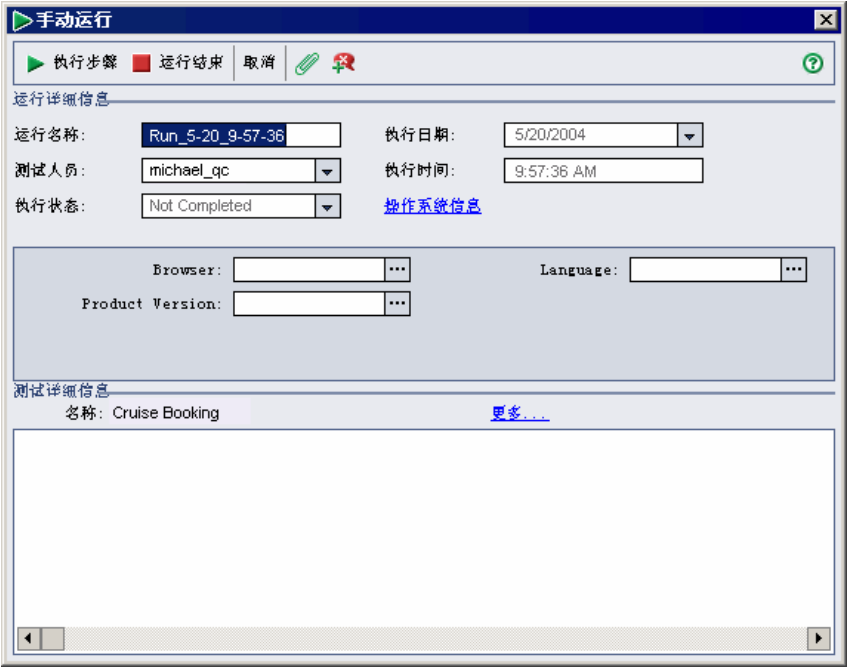 手动运行
执行步骤 运行结束 取消
运行详细信息
运行名称: Run_5-20_9-57-36 执行日期: 5/20/2004
测试人员: michael_qc 执行时间: 9:57:36 AM
执行状态: Not Completed 操作系统信息
Browser: Language:
Product Version:
测试详细信息
名称: Cruise Booking 更多...